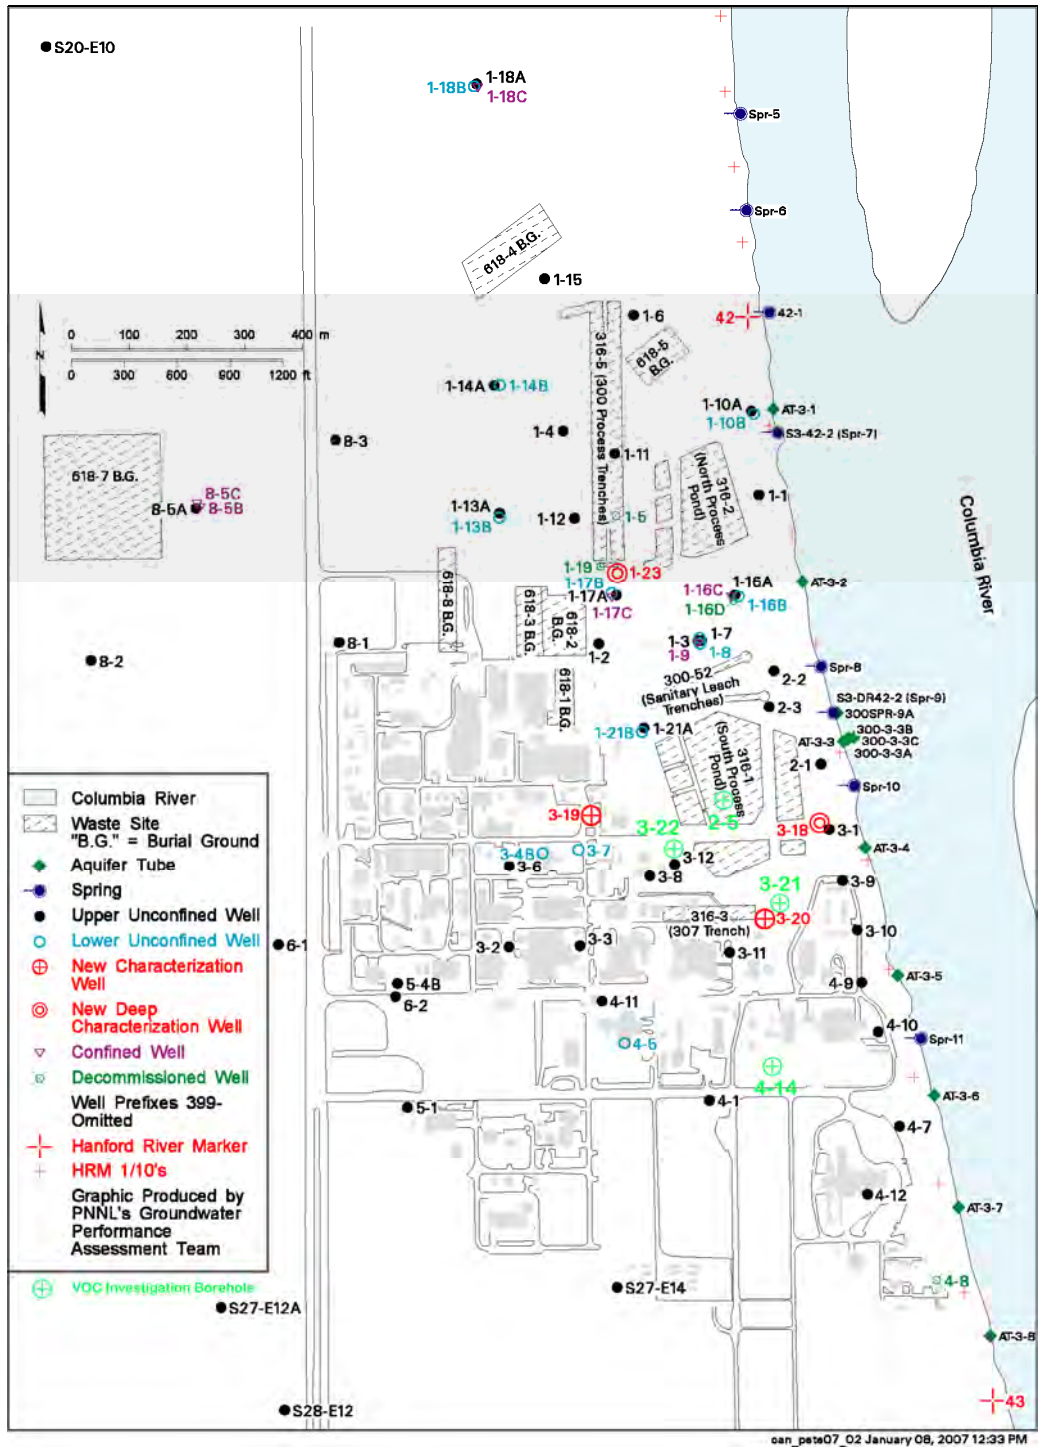 S20-E10
1-18A
1-18B
1-18C
Spr-5
Spr-6
618-4 B.G.
1-15
1-6
42
42-1
0 100 200 300 400 m
N
0 300 600 900 1200 ft
316-5 (300 Process Trenches)
618-5
B.G.
1-14A
1-14B
1-10A
AT-3-1
1-10B
S3-42-2 (Spr-7)
8-3
1-4
1-11
618-7 B.G.
316-2
(North Process
Pond)
8-5C
8-5A
8-5B
1-1
1-13A
1-13B
1-12
1-5
Columbia River
1-19
1-23
1-17B
1-17A
1-17C
1-16C
1-16A
1-16D
1-16B
AT-3-2
618-8 B.G.
618-3 B.G.
618-2
B.G.
8-1
8-2
1-2
1-3
1-7
1-9
1-8
300-52
(Sanitary Leach
Trenches)
2-2
Spr-8
618-1 B.G.
2-3
S3-DR42-2 (Spr-9)
300SPR-9A
1-21A
1-21B
316-1
(South Process
Pond)
300-3-3B
AT-3-3
300-3-3C
300-3-3A
2-1
Spr-10
3-19
2-5
3-22
3-18
3-1
3-4B
3-7
3-6
3-12
AT-3-4
3-8
3-21
3-9
316-3
(307 Trench)
3-20
3-10
6-1
3-2
3-3
3-11
AT-3-5
5-4B
6-2
4-11
4-9
4-10
4-5
Spr-11
4-14
5-1
4-1
AT-3-6
4-7
4-12
AT-3-7
4-8
S27-E14
S27-E12A
AT-3-8
S28-E12
43
Columbia River
Waste Site
"B.G." = Burial Ground
Aquifer Tube
Spring
Upper Unconfined Well
Lower Unconfined Well
New Characterization
Well
New Deep
Characterization Well
Confined Well
Decommissioned Well
Well Prefixes 399-
Omitted
Hanford River Marker
HRM 1/10's
Graphic Produced by
PNNL's Groundwater
Performance
Assessment Team
VOC Investigation Borehole
can_pete07_02 January 08, 2007 12:33 PM